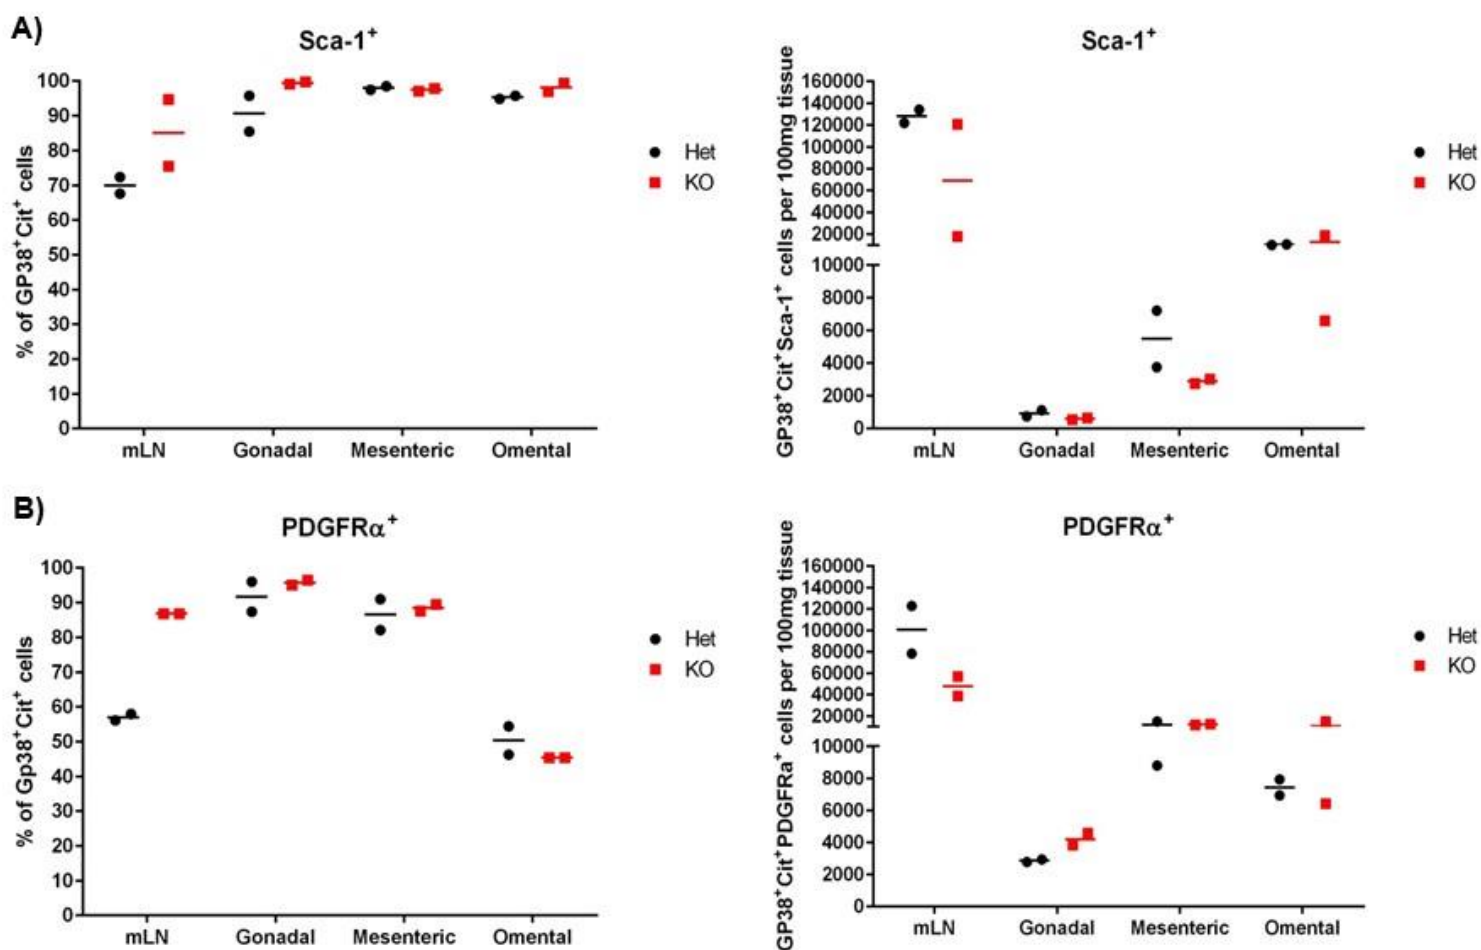 A)
Sca-1⁺
% of GP38⁺Cit⁺ cells
100
90
80
70
60
50
40
30
20
10
0
mLN Gonadal Mesenteric Omental
Het
KO
Sca-1⁺
GP38⁺Cit⁺Sca-1⁺ cells per 100mg tissue
160000
140000
120000
100000
80000
60000
40000
20000
10000
8000
6000
4000
2000
0
mLN Gonadal Mesenteric Omental
Het
KO
B)
PDGFRα⁺
% of Gp38⁺Cit⁺ cells
100
90
80
70
60
50
40
30
20
10
0
mLN Gonadal Mesenteric Omental
Het
KO
PDGFRα⁺
GP38⁺Cit⁺PDGFRa⁺ cells per 100mg tissue
160000
140000
120000
100000
80000
60000
40000
20000
10000
8000
6000
4000
2000
0
mLN Gonadal Mesenteric Omental
Het
KO